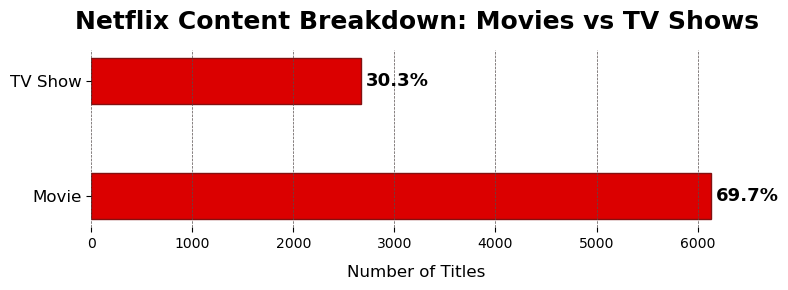 Netflix Content Breakdown: Movies vs TV Shows
TV Show
30.3%
Movie
69.7%
0 1000 2000 3000 4000 5000 6000
Number of Titles